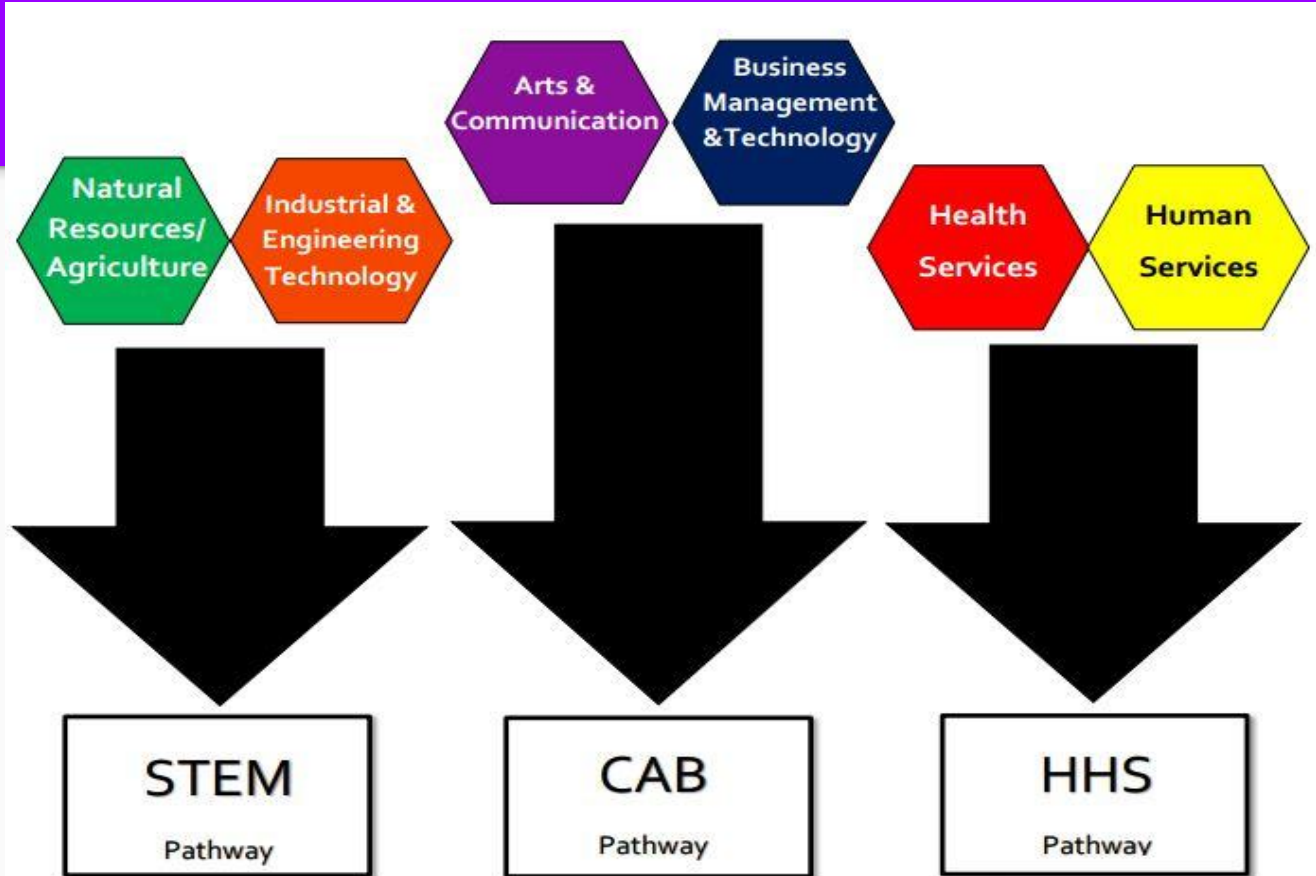 Natural
Resources/
Agriculture
Industrial &
Engineering
Technology
Arts &
Communication
Business
Management
&Technology
Health
Services
Human
Services
STEM
Pathway
CAB
Pathway
HHS
Pathway